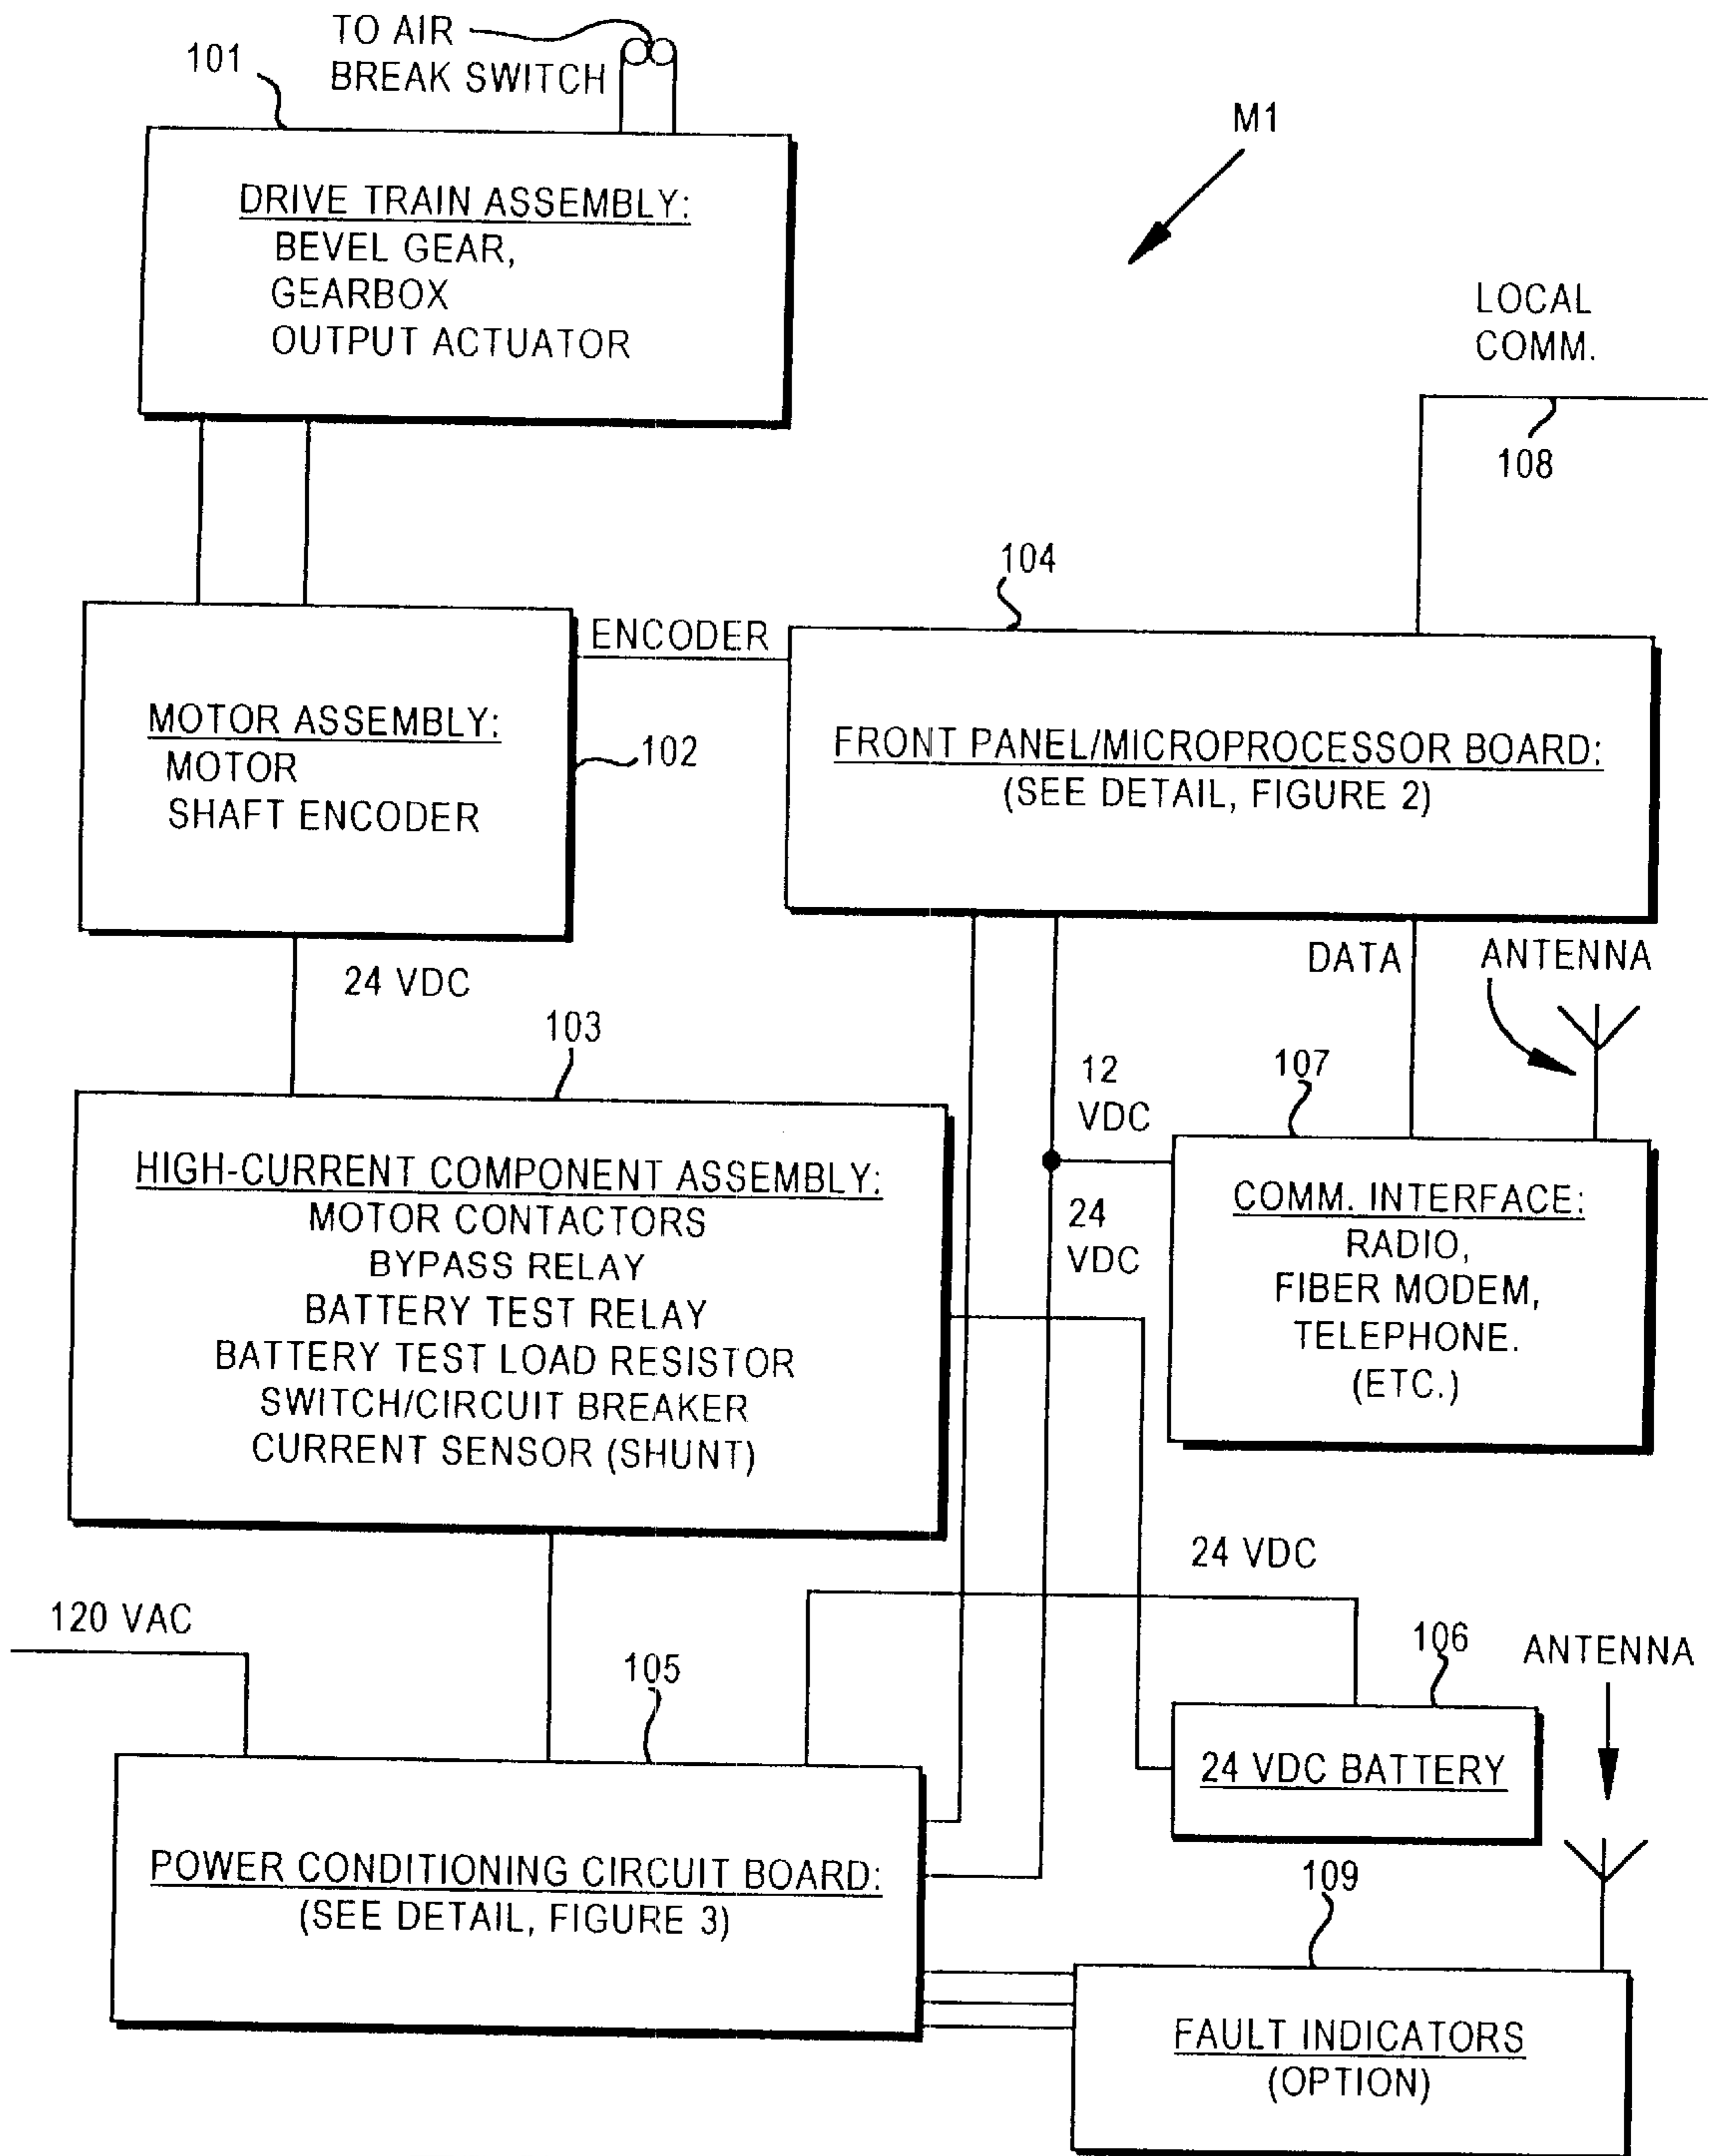 TO AIR
BREAK SWITCH
101
M1
DRIVE TRAIN ASSEMBLY:
BEVEL GEAR,
GEARBOX
OUTPUT ACTUATOR
LOCAL
COMM.
108
104
ENCODER
MOTOR ASSEMBLY:
MOTOR
SHAFT ENCODER
102
FRONT PANEL/MICROPROCESSOR BOARD:
(SEE DETAIL, FIGURE 2)
24 VDC
DATA
ANTENNA
103
12
VDC
107
HIGH-CURRENT COMPONENT ASSEMBLY:
MOTOR CONTACTORS
BYPASS RELAY
BATTERY TEST RELAY
BATTERY TEST LOAD RESISTOR
SWITCH/CIRCUIT BREAKER
CURRENT SENSOR (SHUNT)
24
VDC
COMM. INTERFACE:
RADIO,
FIBER MODEM,
TELEPHONE.
(ETC.)
24 VDC
120 VAC
105
106
ANTENNA
24 VDC BATTERY
POWER CONDITIONING CIRCUIT BOARD:
(SEE DETAIL, FIGURE 3)
109
FAULT INDICATORS
(OPTION)